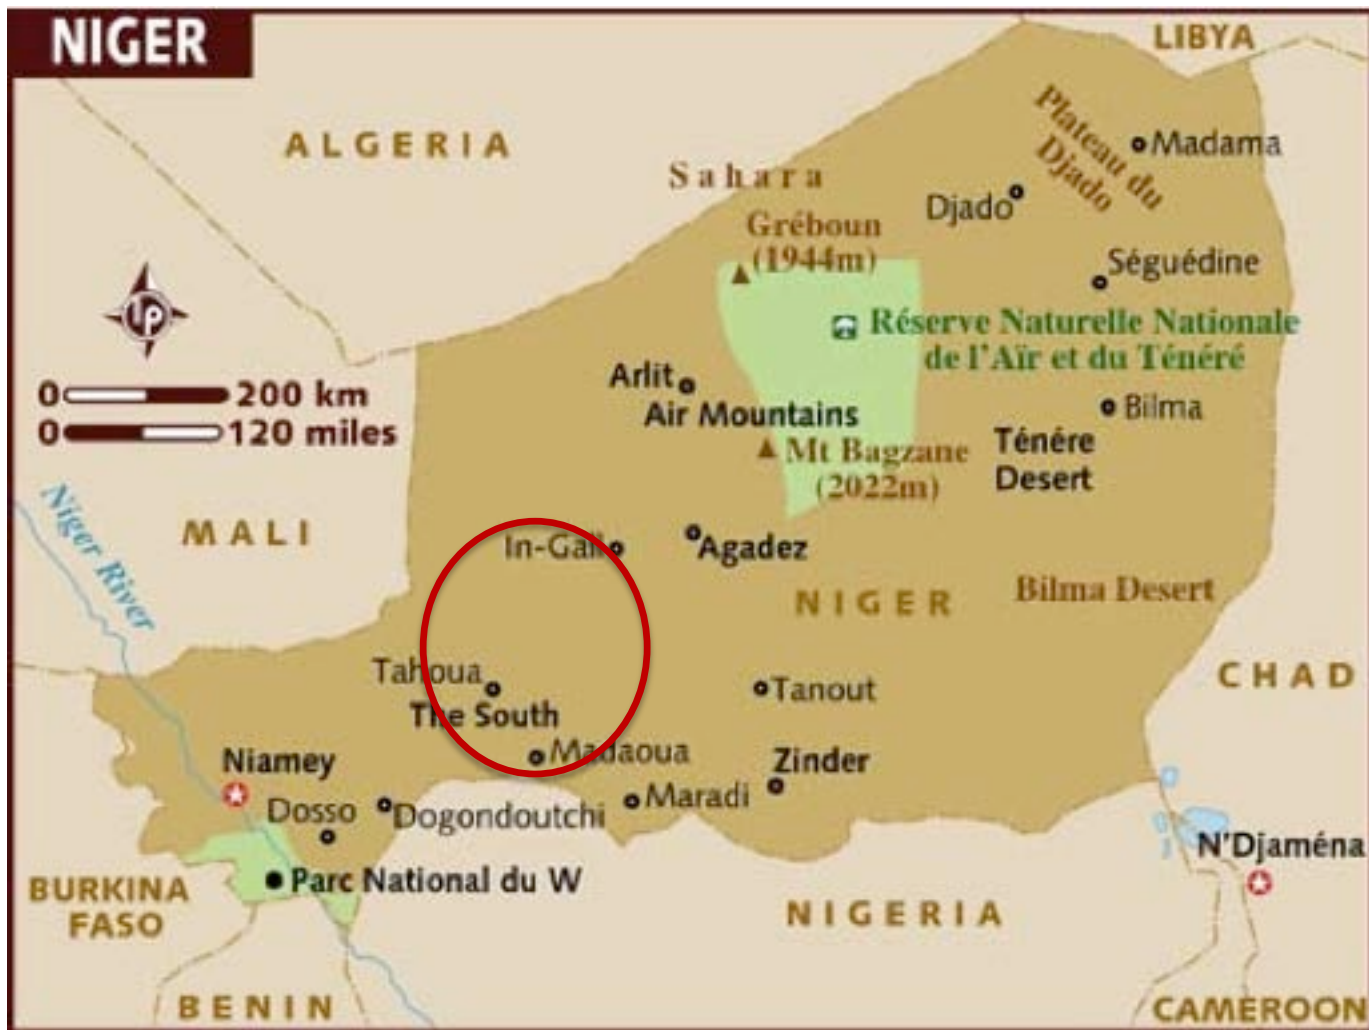 NIGER
LIBYA
ALGERIA
Plateau du
Djado
Madama
Sahara
Djado
Gréboun
(1944m)
Séguédine
LP
Réserve Naturelle Nationale
de l'Aïr et du Ténéré
Arlit
0 200 km
Air Mountains
Bilma
0 120 miles
Ténére
Desert
Mt Bagzane
(2022m)
Niger River
MALI
In-Gall
Agadez
NIGER
Bilma Desert
Tahoua
CHAD
Tanout
The South
Madaoua
Niamey
Zinder
Maradi
Dosso
Dogondoutchi
N'Djaména
Parc National du W
BURKINA
FASO
NIGERIA
BENIN
CAMEROON